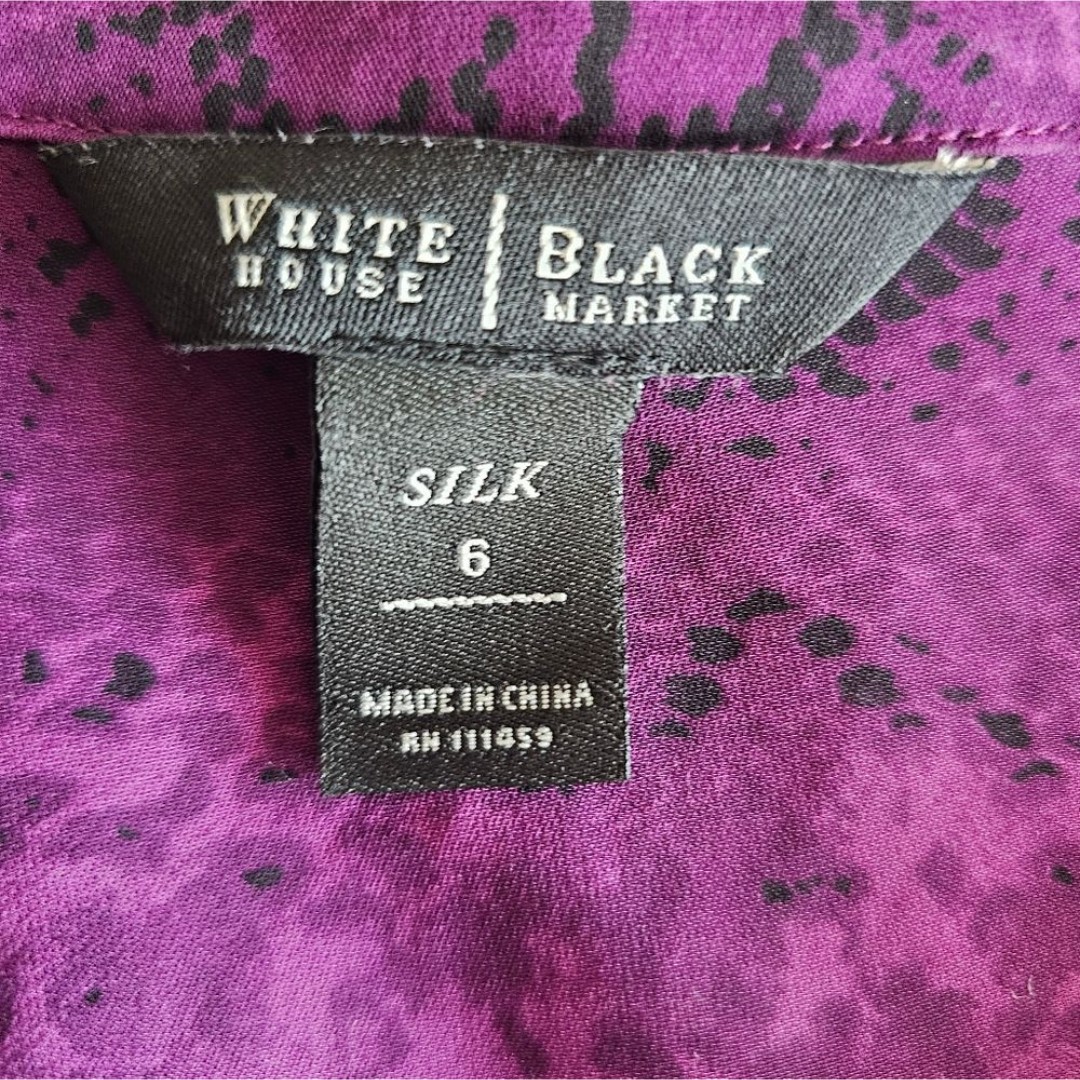 WHITE HOUSE | BLACK MARKET
SILK
6
MADE IN CHINA
RN 111459